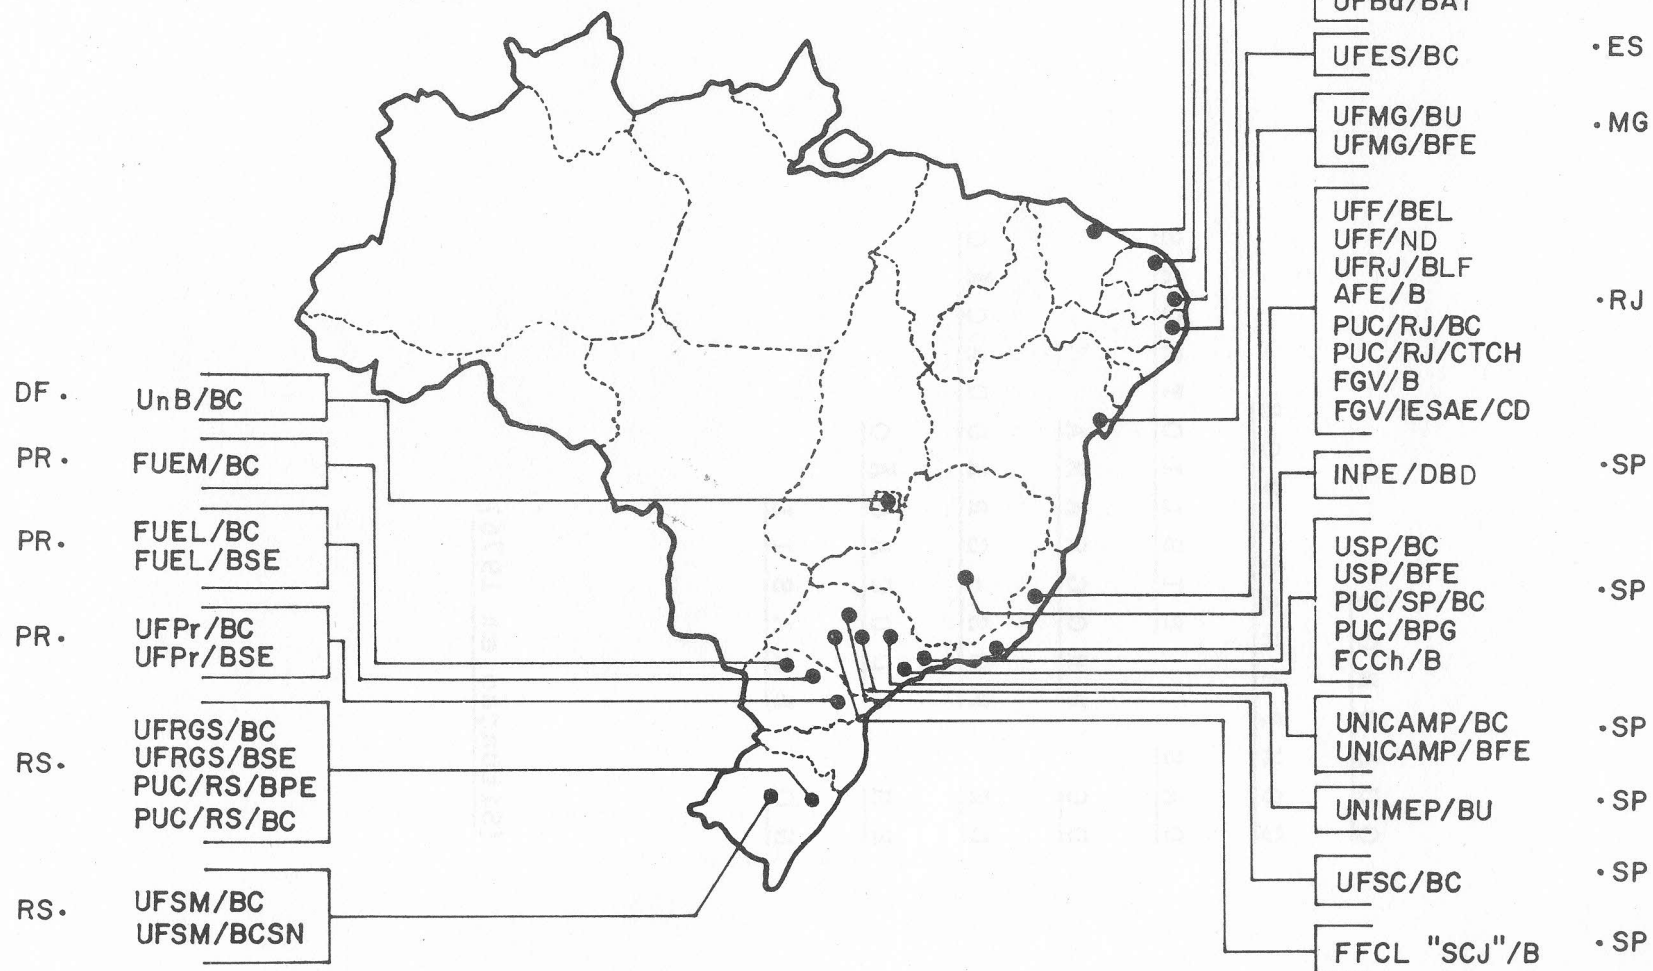 UFBa/BAT
UFES/BC
·ES
UFMG/BU
UFMG/BFE
·MG
UFF/BEL
UFF/ND
UFRJ/BLF
AFE/B
PUC/RJ/BC
PUC/RJ/CTCH
FGV/B
FGV/IESAE/CD
·RJ
INPE/DBD
·SP
USP/BC
USP/BFE
PUC/SP/BC
PUC/BPG
FCCh/B
·SP
UNICAMP/BC
UNICAMP/BFE
·SP
UNIMEP/BU
·SP
UFSC/BC
·SP
FFCL "SCJ"/B
·SP
DF.
UnB/BC
PR.
FUEM/BC
PR.
FUEL/BC
FUEL/BSE
PR.
UFPr/BC
UFPr/BSE
RS.
UFRGS/BC
UFRGS/BSE
PUC/RS/BPE
PUC/RS/BC
RS.
UFSM/BC
UFSM/BCSN